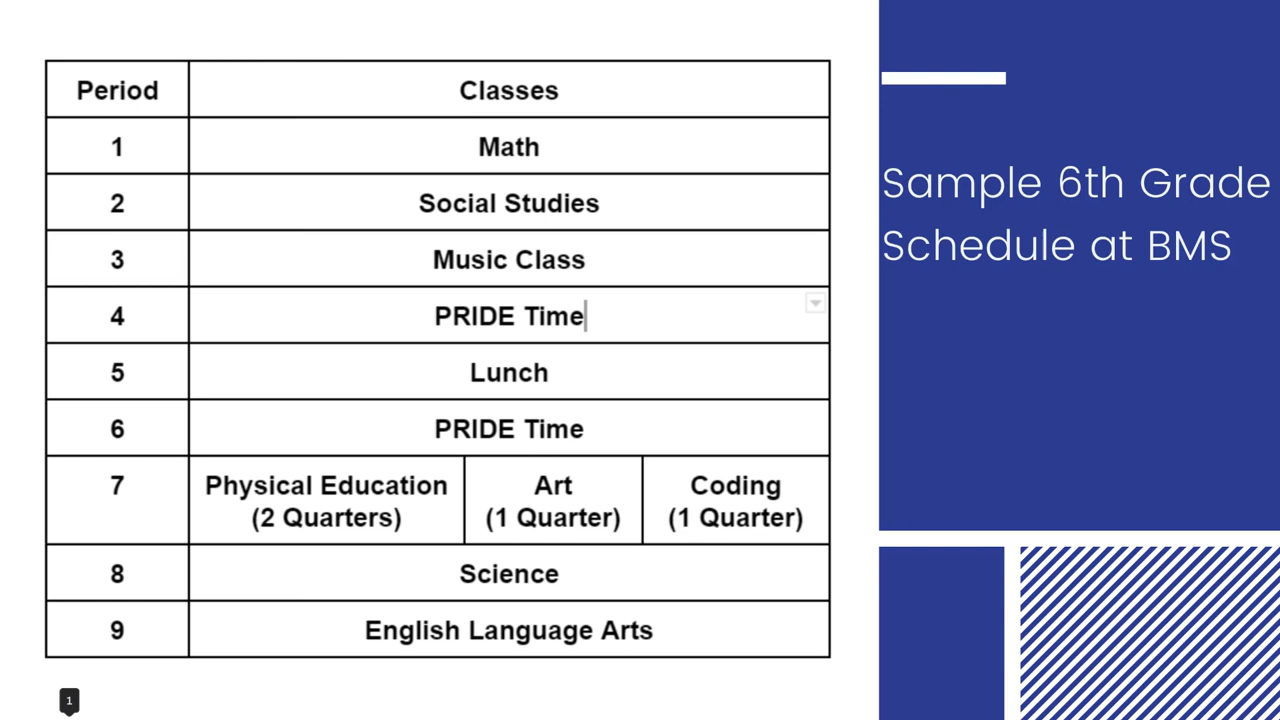 Period Classes
1 Math
2 Social Studies
3 Music Class
4 PRIDE Time
5 Lunch
6 PRIDE Time
7 Physical Education Art Coding
(2 Quarters) (1 Quarter) (1 Quarter)
8 Science
9 English Language Arts
Sample 6th Grade
Schedule at BMS
1